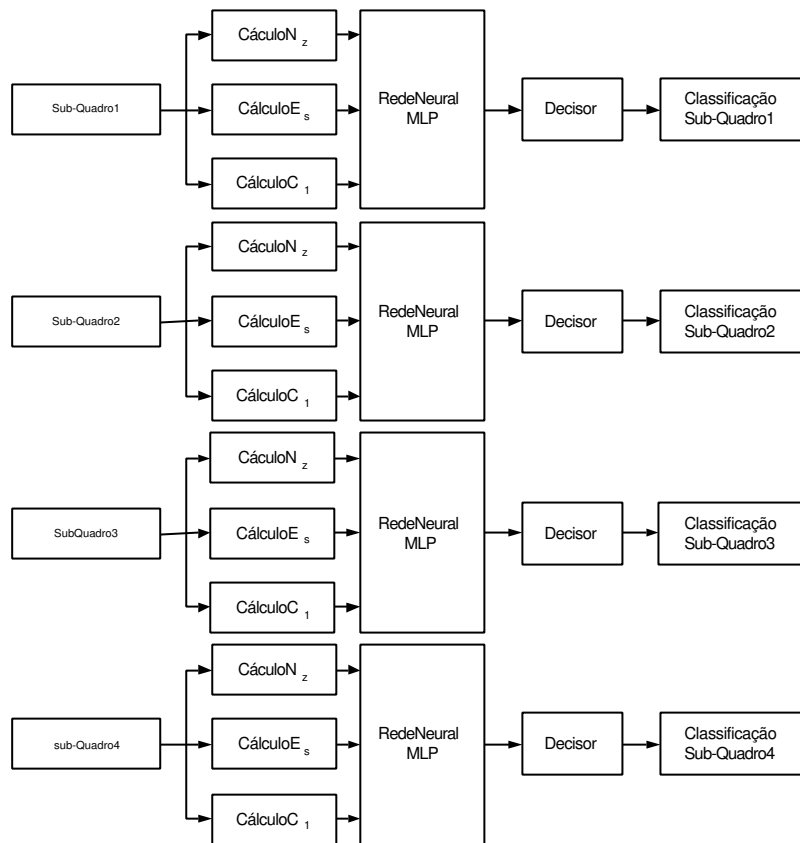 CáculoN z
Sub-Quadro1
CálculoE s
CálculoC 1
RedeNeural
MLP
Decisor
Classificação
Sub-Quadro1
CáculoN z
Sub-Quadro2
CálculoE s
CálculoC 1
RedeNeural
MLP
Decisor
Classificação
Sub-Quadro2
CáculoN z
SubQuadro3
CálculoE s
CálculoC 1
RedeNeural
MLP
Decisor
Classificação
Sub-Quadro3
CáculoN z
sub-Quadro4
CálculoE s
CálculoC 1
RedeNeural
MLP
Decisor
Classificação
Sub-Quadro4